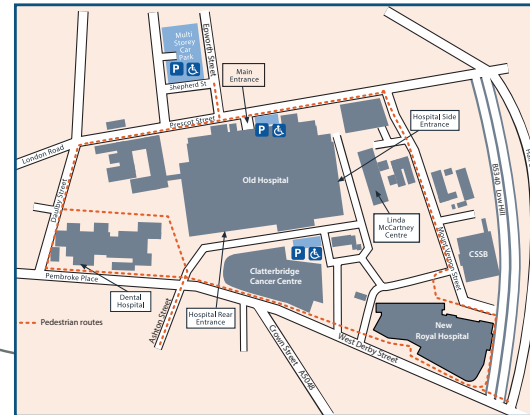 Multi
Storey
Car
Park
P
Epworth Street
Shepherd St
Main
Entrance
Prescot Street
P
Hospital Side
Entrance
London Road
Daulby Street
Old Hospital
B5340 Low Hill
Linda
McCartney
Centre
Mount Vernon Street
CSSB
P
Clatterbridge
Cancer Centre
Pembroke Place
Dental
Hospital
Hospital Rear
Entrance
Ashton Street
Pedestrian routes
Crown Street A5048
West Derby Street
New
Royal Hospital